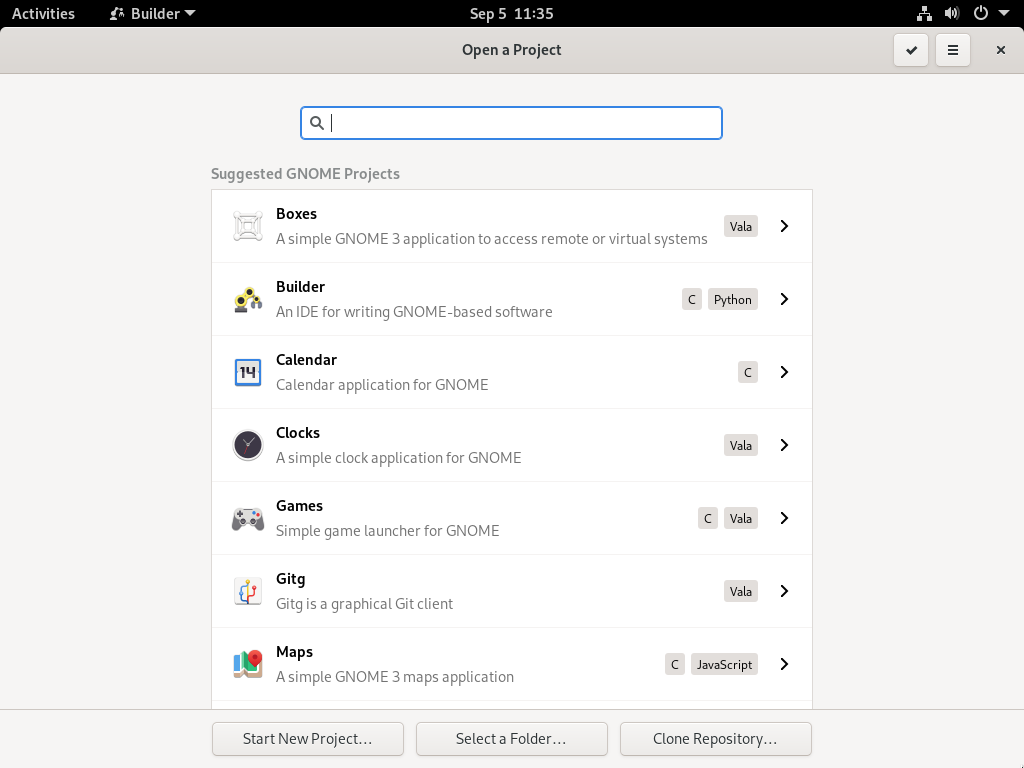 Activities Builder Sep 5 11:35
Open a Project
Suggested GNOME Projects
Boxes
A simple GNOME 3 application to access remote or virtual systems
Vala
Builder
An IDE for writing GNOME-based software
C Python
Calendar
Calendar application for GNOME
C
14
Clocks
A simple clock application for GNOME
Vala
Games
Simple game launcher for GNOME
C Vala
Gitg
Gitg is a graphical Git client
Vala
Maps
A simple GNOME 3 maps application
C JavaScript
Start New Project... Select a Folder... Clone Repository...